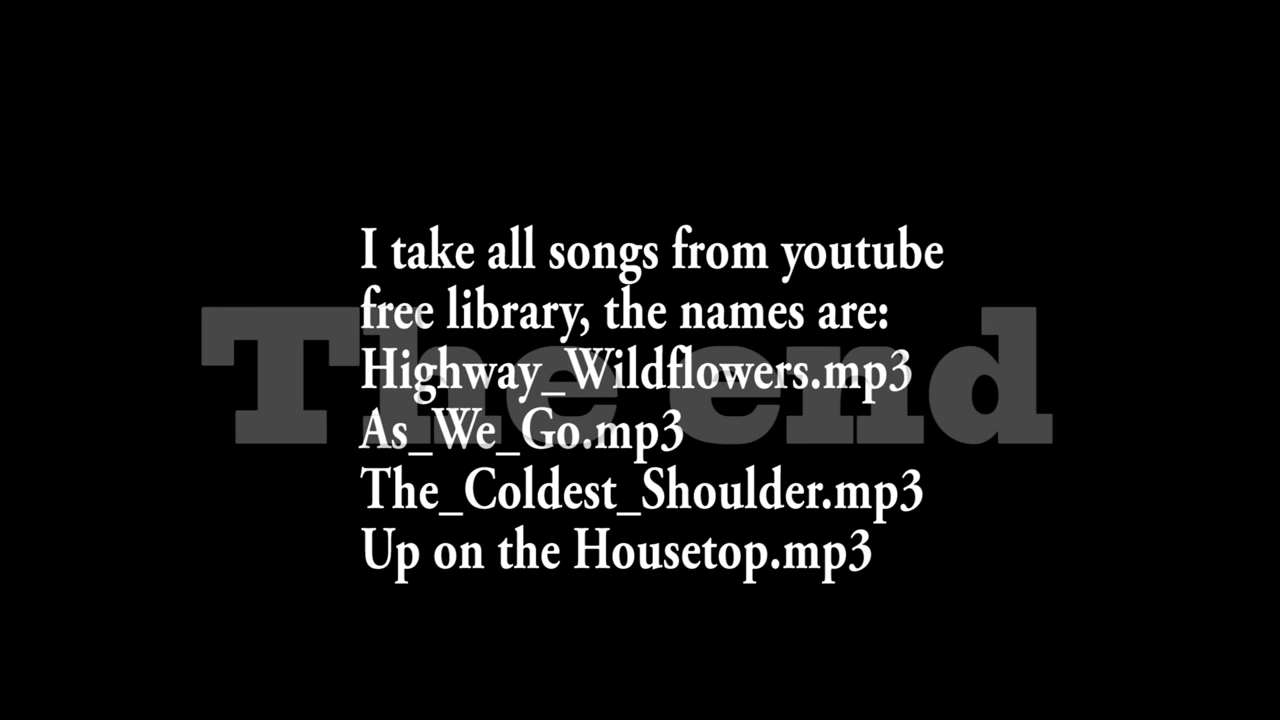 I take all songs from youtube
free library, the names are:
The end
Highway_Wildflowers.mp3
As_We_Go.mp3
The_Coldest_Shoulder.mp3
Up on the Housetop.mp3